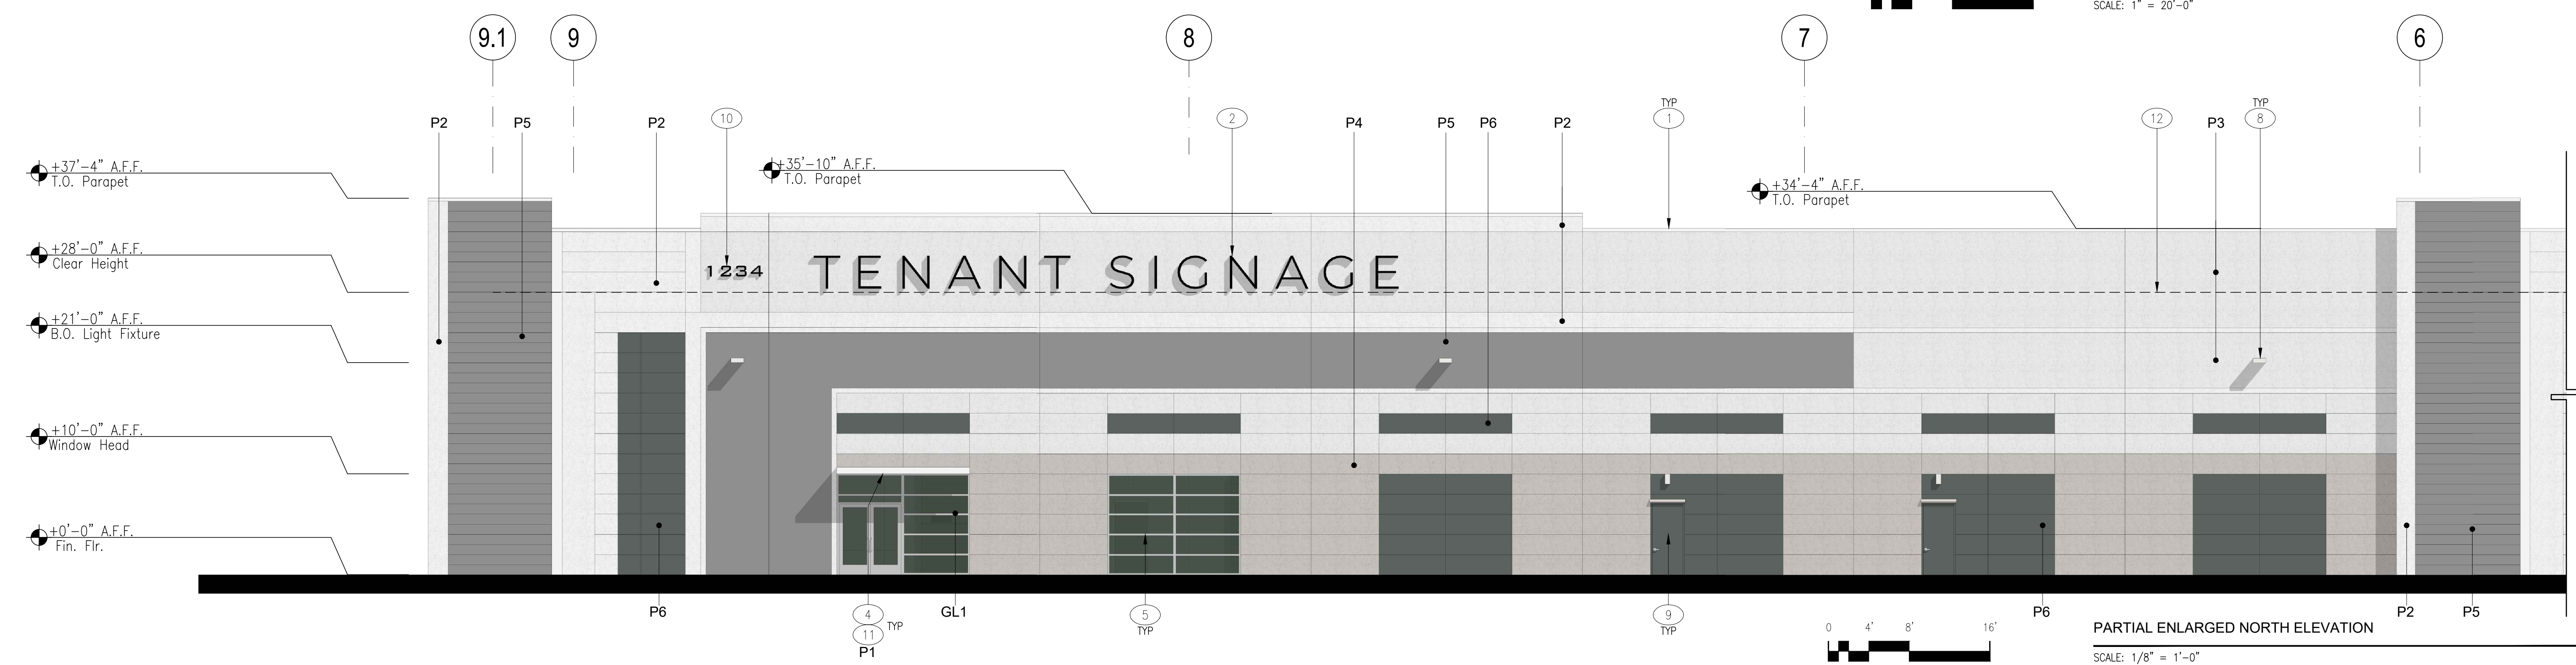 SCALE: 1" = 20'-0"
9.1
9
8
7
6
P2
P5
P2
10
2
P4
P5
P6
P2
TYP
1
12
P3
TYP
8
+37'-4" A.F.F.
T.O. Parapet
+35'-10" A.F.F.
T.O. Parapet
+34'-4" A.F.F.
T.O. Parapet
+28'-0" A.F.F.
Clear Height
1234
TENANT SIGNAGE
+21'-0" A.F.F.
B.O. Light Fixture
+10'-0" A.F.F.
Window Head
+0'-0" A.F.F.
Fin. Flr.
P6
4
11
TYP
P1
GL1
5
TYP
9
TYP
P6
P2
P5
0 4' 8' 16'
PARTIAL ENLARGED NORTH ELEVATION
SCALE: 1/8" = 1'-0"